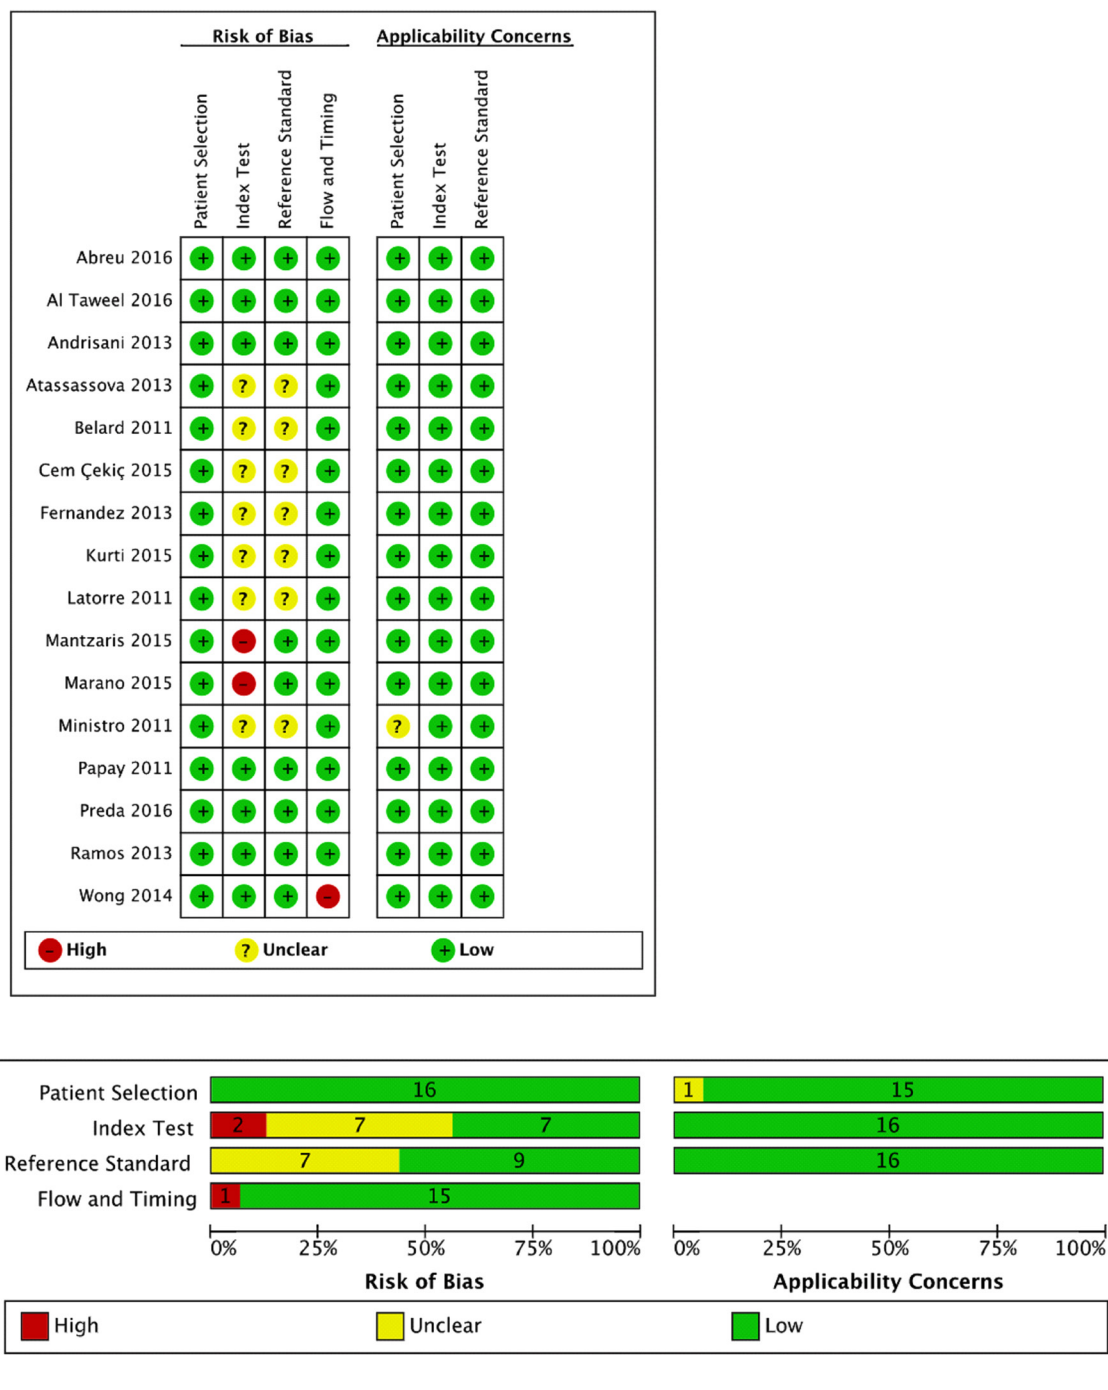 Risk of Bias Applicability Concerns
Patient Selection
Index Test
Reference Standard
Flow and Timing
Patient Selection
Index Test
Reference Standard
Abreu 2016 + + + + + + +
Al Taweel 2016 + + + + + + +
Andrisani 2013 + + + + + + +
Atassassova 2013 + ? ? + + + +
Belard 2011 + ? ? + + + +
Cem Çekiç 2015 + ? ? + + + +
Fernandez 2013 + ? ? + + + +
Kurti 2015 + ? ? + + + +
Latorre 2011 + ? ? + + + +
Mantzaris 2015 + – + + + + +
Marano 2015 + – + + + + +
Ministro 2011 + ? ? + ? + +
Papay 2011 + + + + + + +
Preda 2016 + + + + + + +
Ramos 2013 + + + + + + +
Wong 2014 + + + – + + +
– High ? Unclear + Low
Patient Selection 16 1 15
Index Test 2 7 7 16
Reference Standard 7 9 16
Flow and Timing 1 15
0% 25% 50% 75% 100% 0% 25% 50% 75% 100%
Risk of Bias Applicability Concerns
High Unclear Low